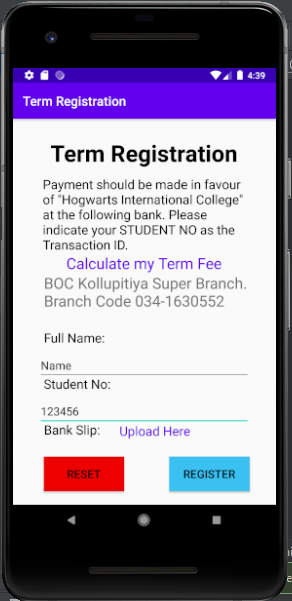 4:39
Term Registration
Term Registration
Payment should be made in favour
of "Hogwarts International College"
at the following bank. Please
indicate your STUDENT NO as the
Transaction ID.
Calculate my Term Fee
BOC Kollupitiya Super Branch.
Branch Code 034-1630552
Full Name:
Name
Student No:
123456
Bank Slip: Upload Here
RESET REGISTER